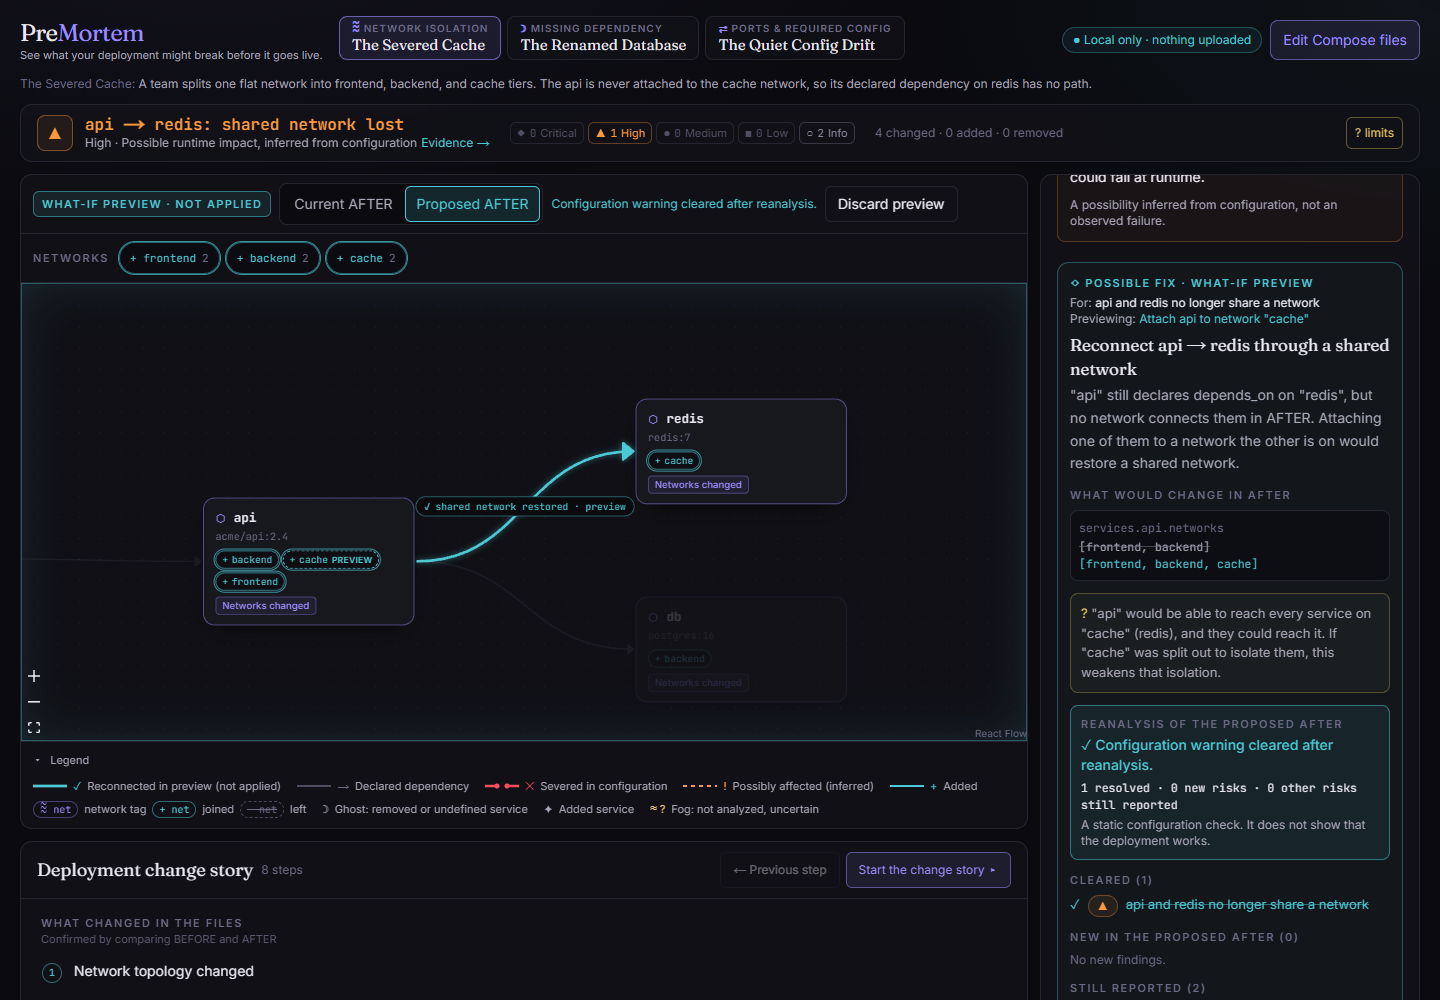 PreMortem
See what your deployment might break before it goes live.
NETWORK ISOLATION
The Severed Cache
MISSING DEPENDENCY
The Renamed Database
PORTS & REQUIRED CONFIG
The Quiet Config Drift
Local only · nothing uploaded
Edit Compose files
The Severed Cache: A team splits one flat network into frontend, backend, and cache tiers. The api is never attached to the cache network, so its declared dependency on redis has no path.
api → redis: shared network lost
High · Possible runtime impact, inferred from configuration Evidence →
◆ 0 Critical
▲ 1 High
● 0 Medium
■ 0 Low
○ 2 Info
4 changed · 0 added · 0 removed
? limits
WHAT-IF PREVIEW · NOT APPLIED
Current AFTER
Proposed AFTER
Configuration warning cleared after reanalysis.
Discard preview
NETWORKS
+ frontend 2
+ backend 2
+ cache 2
redis
redis:7
+ cache
Networks changed
✓ shared network restored · preview
api
acme/api:2.4
+ backend
+ cache PREVIEW
+ frontend
Networks changed
db
postgres:16
+ backend
Networks changed
React Flow
Legend
✓ Reconnected in preview (not applied)
→ Declared dependency
✕ Severed in configuration
! Possibly affected (inferred)
+ Added
net network tag
+ net joined
net left
Ghost: removed or undefined service
Added service
≈? Fog: not analyzed, uncertain
Deployment change story 8 steps
← Previous step
Start the change story ▸
WHAT CHANGED IN THE FILES
Confirmed by comparing BEFORE and AFTER
1 Network topology changed
could fail at runtime.
A possibility inferred from configuration, not an
observed failure.
POSSIBLE FIX · WHAT-IF PREVIEW
For: api and redis no longer share a network
Previewing: Attach api to network "cache"
Reconnect api → redis through a shared
network
"api" still declares depends_on on "redis", but
no network connects them in AFTER. Attaching
one of them to a network the other is on would
restore a shared network.
WHAT WOULD CHANGE IN AFTER
services.api.networks
[frontend, backend]
[frontend, backend, cache]
? "api" would be able to reach every service on
"cache" (redis), and they could reach it. If
"cache" was split out to isolate them, this
weakens that isolation.
REANALYSIS OF THE PROPOSED AFTER
✓ Configuration warning cleared after
reanalysis.
1 resolved · 0 new risks · 0 other risks
still reported
A static configuration check. It does not show that
the deployment works.
CLEARED (1)
✓ ▲ api and redis no longer share a network
NEW IN THE PROPOSED AFTER (0)
No new findings.
STILL REPORTED (2)